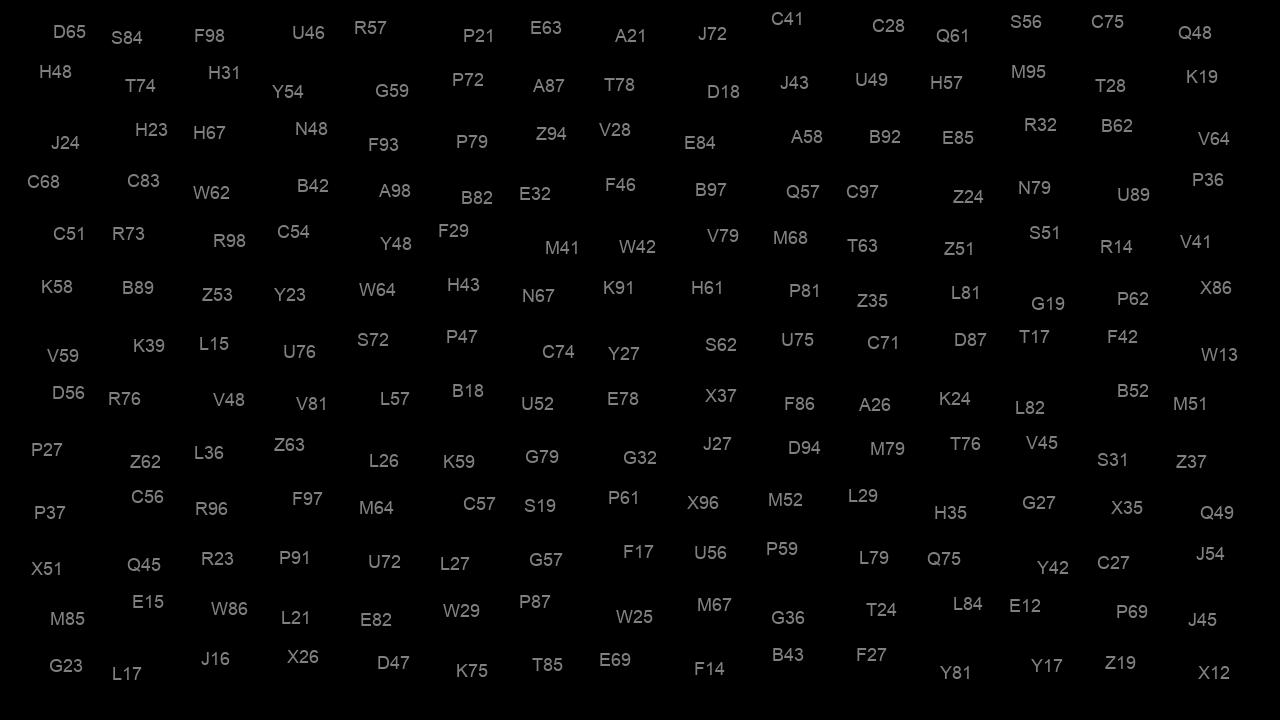 D65 S84 F98 U46 R57 P21 E63 A21 J72 C41 C28 Q61 S56 C75 Q48
H48 T74 H31 Y54 G59 P72 A87 T78 D18 J43 U49 H57 M95 T28 K19
J24 H23 H67 N48 F93 P79 Z94 V28 E84 A58 B92 E85 R32 B62 V64
C68 C83 W62 B42 A98 B82 E32 F46 B97 Q57 C97 Z24 N79 U89 P36
C51 R73 R98 C54 Y48 F29 M41 W42 V79 M68 T63 Z51 S51 R14 V41
K58 B89 Z53 Y23 W64 H43 N67 K91 H61 P81 Z35 L81 G19 P62 X86
V59 K39 L15 U76 S72 P47 C74 Y27 S62 U75 C71 D87 T17 F42 W13
D56 R76 V48 V81 L57 B18 U52 E78 X37 F86 A26 K24 L82 B52 M51
P27 Z62 L36 Z63 L26 K59 G79 G32 J27 D94 M79 T76 V45 S31 Z37
P37 C56 R96 F97 M64 C57 S19 P61 X96 M52 L29 H35 G27 X35 Q49
X51 Q45 R23 P91 U72 L27 G57 F17 U56 P59 L79 Q75 Y42 C27 J54
M85 E15 W86 L21 E82 W29 P87 W25 M67 G36 T24 L84 E12 P69 J45
G23 L17 J16 X26 D47 K75 T85 E69 F14 B43 F27 Y81 Y17 Z19 X12